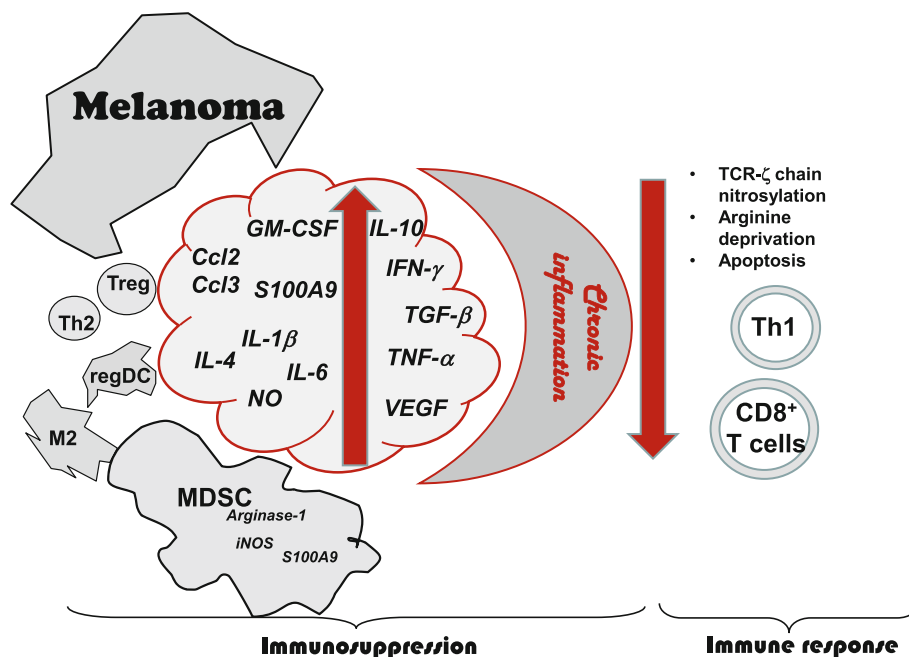 Melanoma
GM-CSF
IL-10
Ccl2
Ccl3
S100A9
IFN-γ
TGF-β
IL-1β
IL-4
IL-6
TNF-α
NO
VEGF
Treg
Th2
regDC
M2
MDSC
Arginase-1
iNOS
S100A9
Chronic
inflammation
• TCR-ζ chain
nitrosylation
• Arginine
deprivation
• Apoptosis
Th1
CD8⁺
T cells
Immunosuppression
Immune response